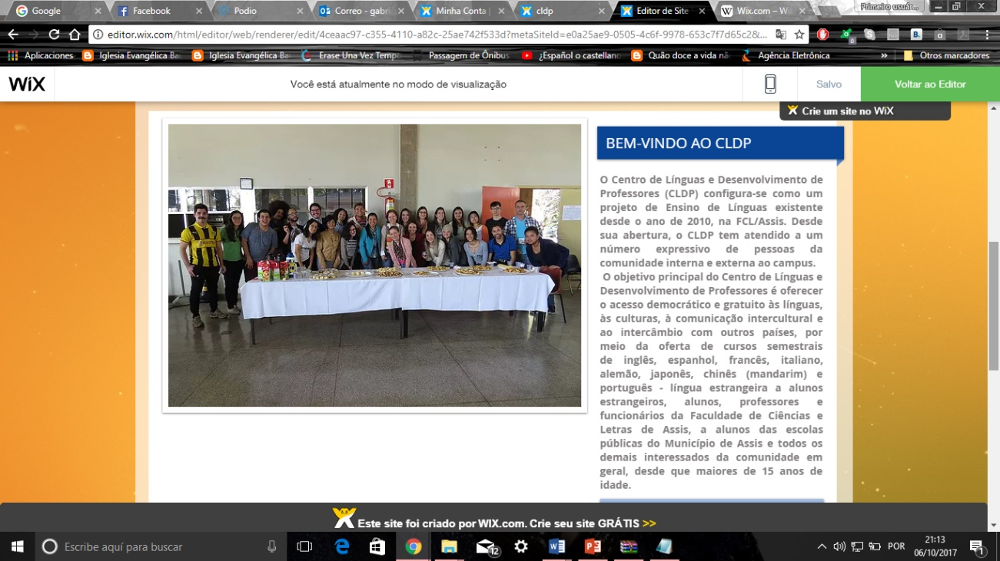 Google
Facebook
Podio
Correo - gabri
Minha Conta |
cldp
Editor de Site
Wix.com – Wi
Primeiro usuár...
editor.wix.com/html/editor/web/renderer/edit/4ceaac97-c355-4110-a82c-25ae742f533d?metaSiteId=e0a25ae9-0505-4c6f-9978-653c7f7d65c2&...
Aplicaciones
Iglesia Evangélica Ba
Iglesia Evangélica Ba
Erase Una Vez Tempo
Passagem de Ônibus
¿Español o castellano
Quão doce a vida nã
Agência Eletrônica
»
Outros marcadores
WiX
Você está atualmente no modo de visualização
Salvo
Voltar ao Editor
Crie um site no WiX
BEM-VINDO AO CLDP
O Centro de Línguas e Desenvolvimento de
Professores (CLDP) configura-se como um
projeto de Ensino de Línguas existente
desde o ano de 2010, na FCL/Assis. Desde
sua abertura, o CLDP tem atendido a um
número expressivo de pessoas da
comunidade interna e externa ao campus.
O objetivo principal do Centro de Línguas e
Desenvolvimento de Professores é oferecer
o acesso democrático e gratuito às línguas,
às culturas, à comunicação intercultural e
ao intercâmbio com outros países, por
meio da oferta de cursos semestrais
de inglês, espanhol, francês, italiano,
alemão, japonês, chinês (mandarim) e
português - língua estrangeira a alunos
estrangeiros, alunos, professores e
funcionários da Faculdade de Ciências e
Letras de Assis, a alunos das escolas
públicas do Município de Assis e todos os
demais interessados da comunidade em
geral, desde que maiores de 15 anos de
idade.
Este site foi criado por WIX.com. Crie seu site GRÁTIS >>
Escribe aquí para buscar
12
POR
21:13
06/10/2017
1